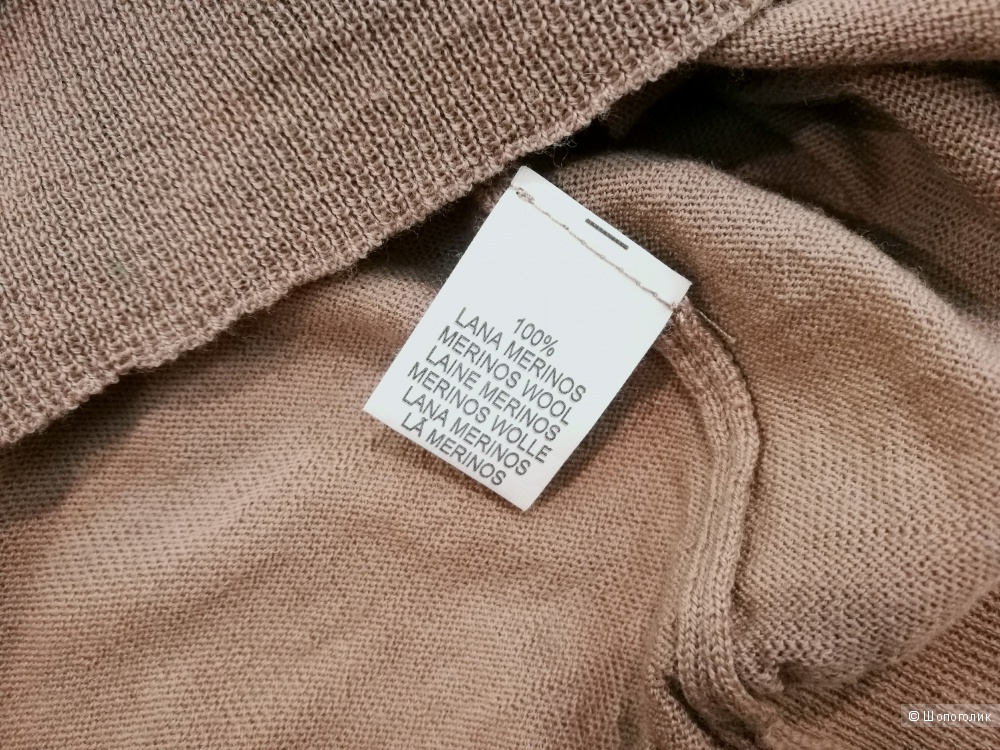 100%
LANA MERINOS
MERINOS WOOL
LAINE MERINOS
MERINOS WOLLE
LANA MERINOS
LÃ MERINOS
© Шопоголик